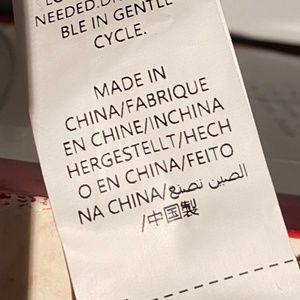 NEEDED.
BLE IN GENTLE
CYCLE.
MADE IN
CHINA/FABRIQUE
EN CHINE/INCHINA
HERGESTELLT/HECH
O EN CHINA/FEITO
NA CHINA/الصين نصنع
/中国製